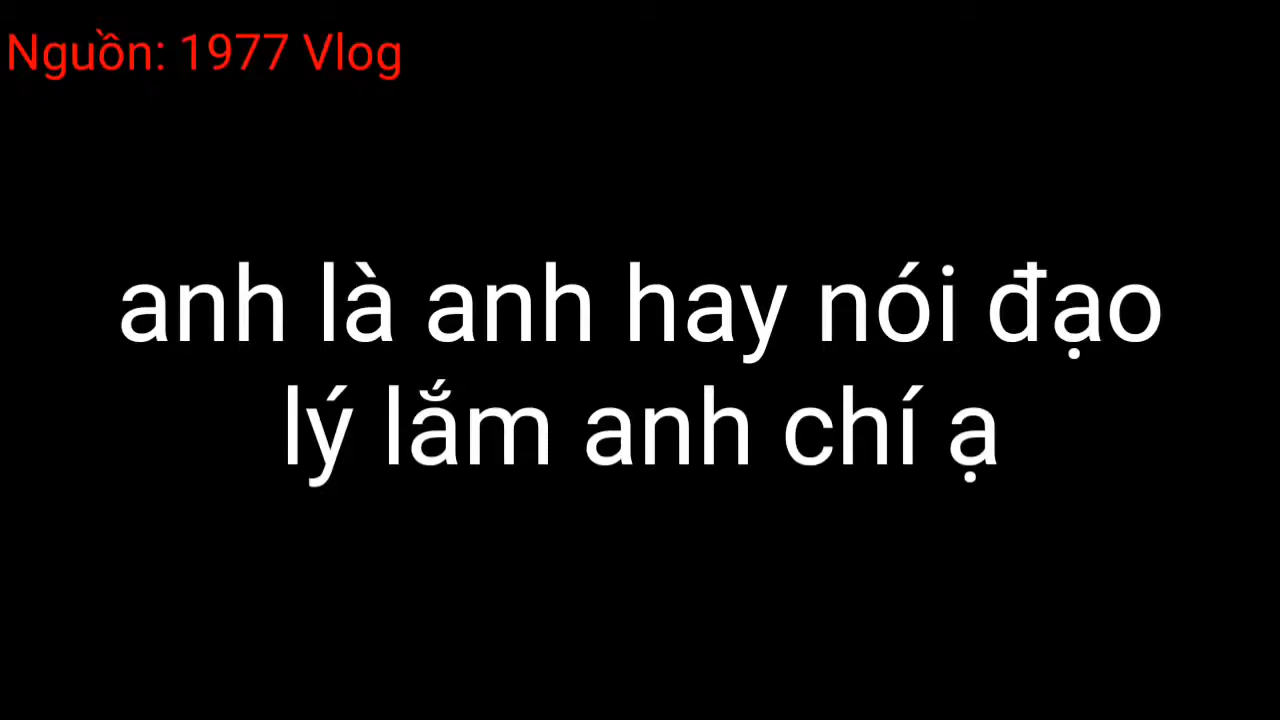 Nguồn: 1977 Vlog
anh là anh hay nói đạo
lý lắm anh chí ạ